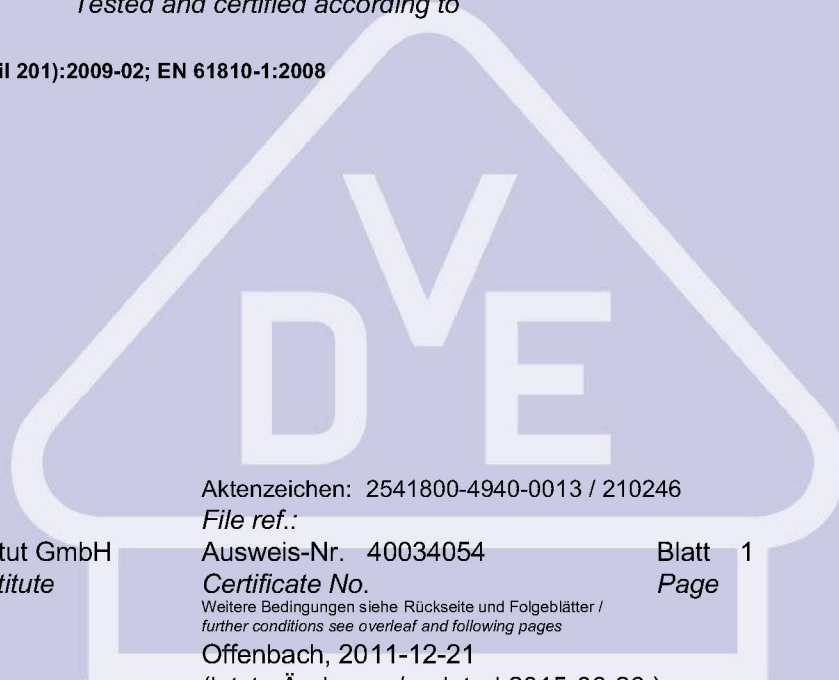 Tested and certified according to
il 201):2009-02; EN 61810-1:2008
DVE
Aktenzeichen: 2541800-4940-0013 / 210246
File ref.:
tut GmbH Ausweis-Nr. 40034054 Blatt 1
titute Certificate No. Page
Weitere Bedingungen siehe Rückseite und Folgeblätter /
further conditions see overleaf and following pages
Offenbach, 2011-12-21